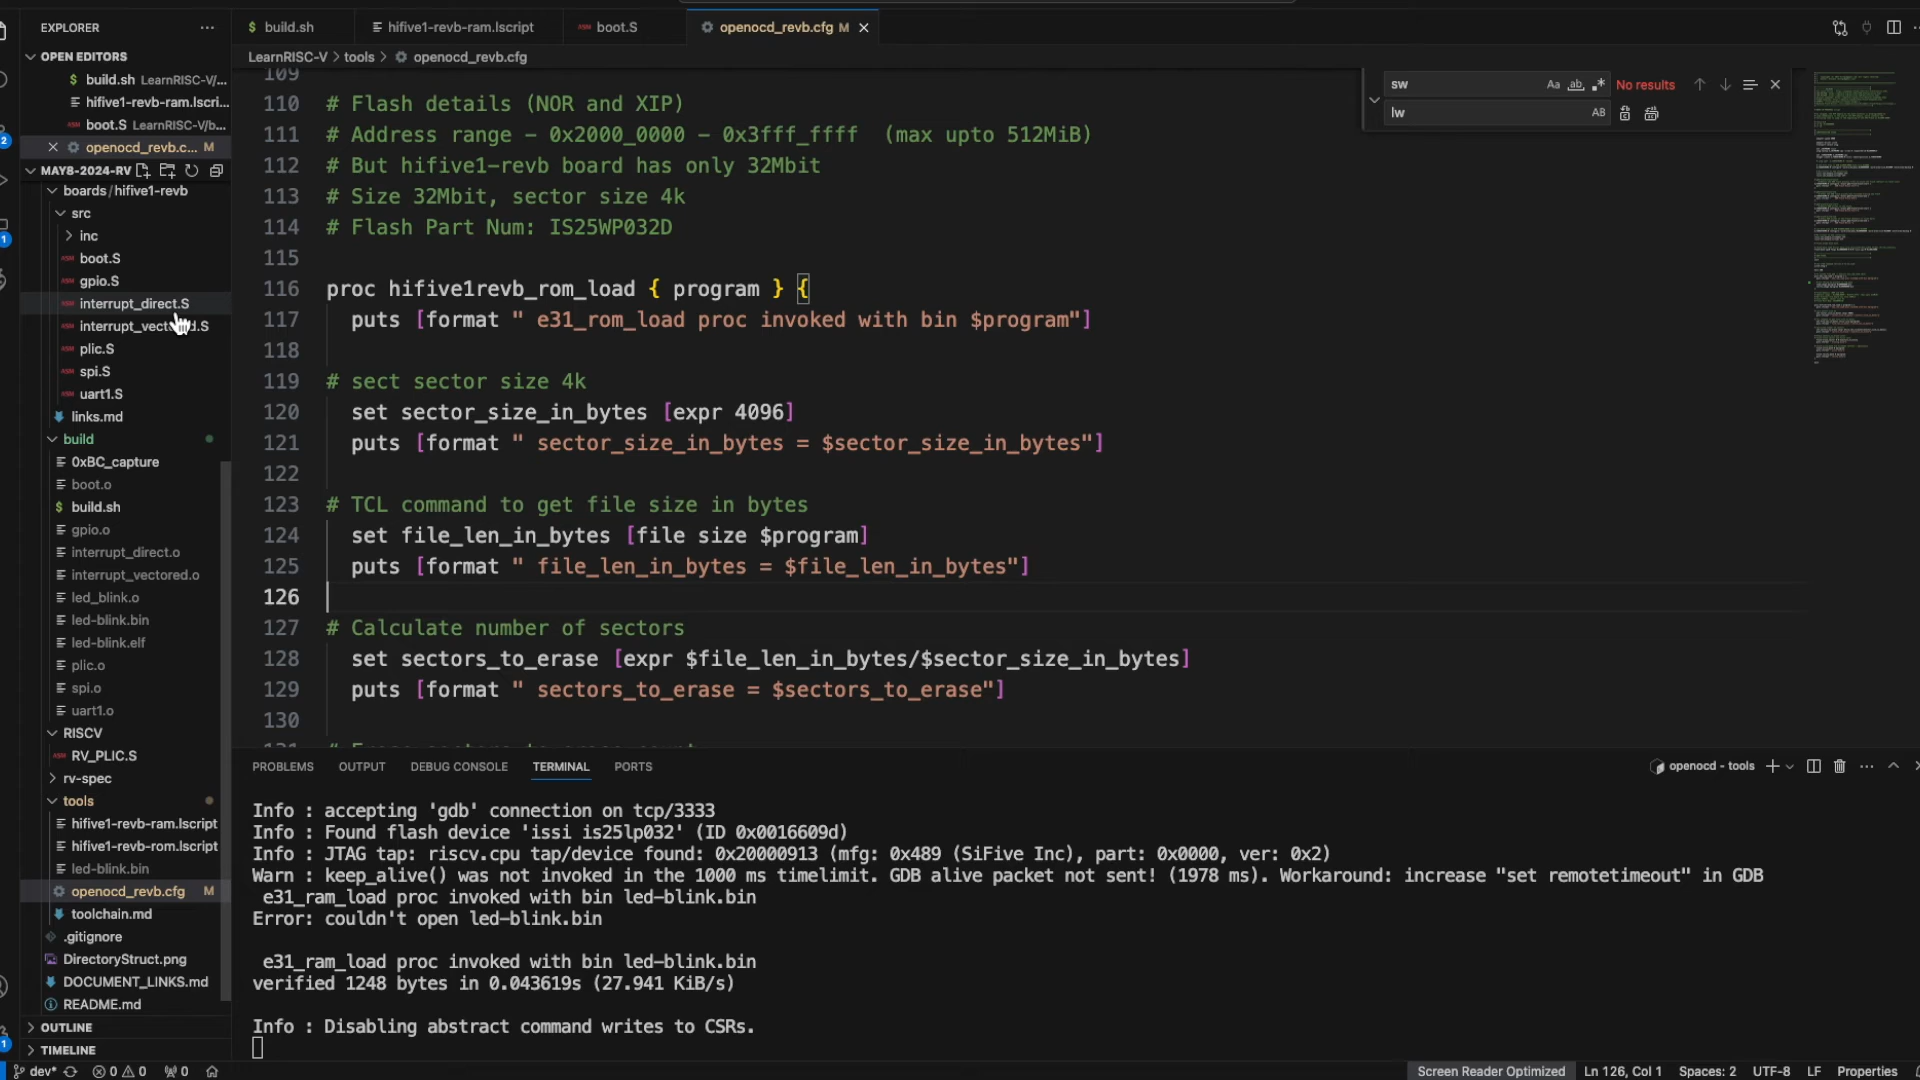 EXPLORER
OPEN EDITORS
$ build.sh LearnRISC-V/...
hifive1-revb-ram.lscri...
boot.S LearnRISC-V/b...
openocd_revb.c... M
MAY8-2024-RV
boards/hifive1-revb
src
inc
boot.S
gpio.S
interrupt_direct.S
interrupt_vectored.S
plic.S
spi.S
uart1.S
links.md
build
0xBC_capture
boot.o
$ build.sh
gpio.o
interrupt_direct.o
interrupt_vectored.o
led_blink.o
led-blink.bin
led-blink.elf
plic.o
spi.o
uart1.o
RISCV
RV_PLIC.S
rv-spec
tools
hifive1-revb-ram.lscript
hifive1-revb-rom.lscript
led-blink.bin
openocd_revb.cfg M
toolchain.md
.gitignore
DirectoryStruct.png
DOCUMENT_LINKS.md
README.md
OUTLINE
TIMELINE
$ build.sh
hifive1-revb-ram.lscript
boot.S
openocd_revb.cfg M
LearnRISC-V > tools > openocd_revb.cfg
sw
No results
lw
109
110 # Flash details (NOR and XIP)
111 # Address range - 0x2000_0000 - 0x3fff_ffff (max upto 512MiB)
112 # But hifive1-revb board has only 32Mbit
113 # Size 32Mbit, sector size 4k
114 # Flash Part Num: IS25WP032D
115
116 proc hifive1revb_rom_load { program } {
117 puts [format " e31_rom_load proc invoked with bin $program"]
118
119 # sect sector size 4k
120 set sector_size_in_bytes [expr 4096]
121 puts [format " sector_size_in_bytes = $sector_size_in_bytes"]
122
123 # TCL command to get file size in bytes
124 set file_len_in_bytes [file size $program]
125 puts [format " file_len_in_bytes = $file_len_in_bytes"]
126
127 # Calculate number of sectors
128 set sectors_to_erase [expr $file_len_in_bytes/$sector_size_in_bytes]
129 puts [format " sectors_to_erase = $sectors_to_erase"]
130
PROBLEMS OUTPUT DEBUG CONSOLE TERMINAL PORTS
openocd - tools
Info : accepting 'gdb' connection on tcp/3333
Info : Found flash device 'issi is25lp032' (ID 0x0016609d)
Info : JTAG tap: riscv.cpu tap/device found: 0x20000913 (mfg: 0x489 (SiFive Inc), part: 0x0000, ver: 0x2)
Warn : keep_alive() was not invoked in the 1000 ms timelimit. GDB alive packet not sent! (1978 ms). Workaround: increase "set remotetimeout" in GDB
e31_ram_load proc invoked with bin led-blink.bin
Error: couldn't open led-blink.bin
e31_ram_load proc invoked with bin led-blink.bin
verified 1248 bytes in 0.043619s (27.941 KiB/s)
Info : Disabling abstract command writes to CSRs.
dev* 0 0 0
Screen Reader Optimized Ln 126, Col 1 Spaces: 2 UTF-8 LF Properties